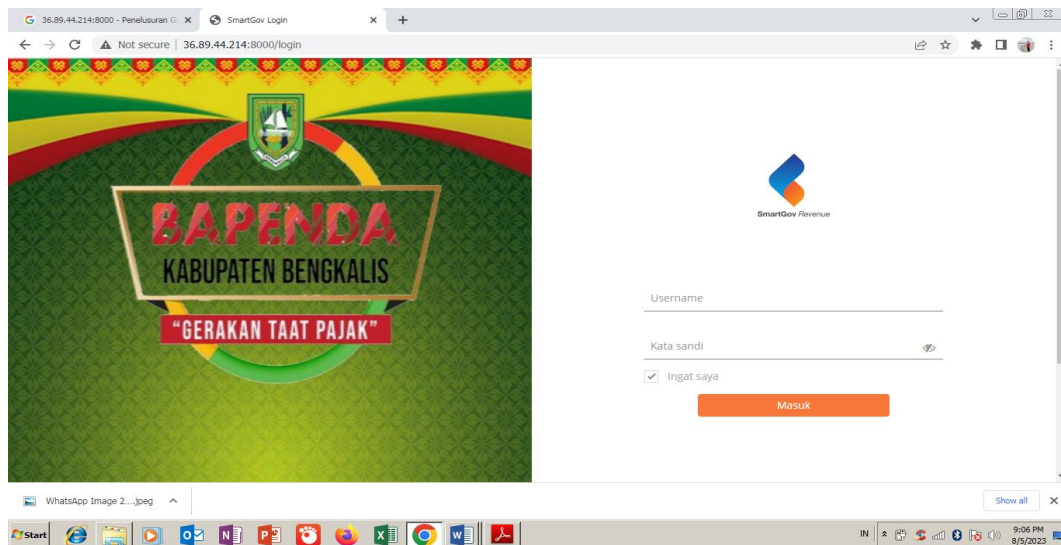 36.89.44.214:8000 - Penelusuran G
SmartGov Login
Not secure
36.89.44.214:8000/login
BAPENDA
KABUPATEN BENGKALIS
"GERAKAN TAAT PAJAK"
SmartGov Revenue
Username
Kata sandi
Ingat saya
Masuk
WhatsApp Image 2....jpeg
Show all
Start
IN
9:06 PM
8/5/2023